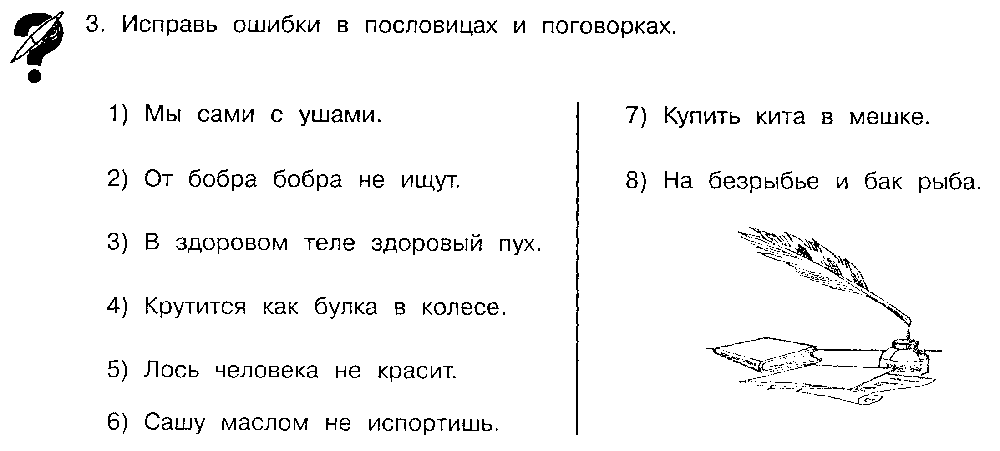 3. Исправь ошибки в пословицах и поговорках.
1) Мы сами с ушами.
2) От бобра бобра не ищут.
3) В здоровом теле здоровый пух.
4) Крутится как булка в колесе.
5) Лось человека не красит.
6) Сашу маслом не испортишь.
7) Купить кита в мешке.
8) На безрыбье и бак рыба.